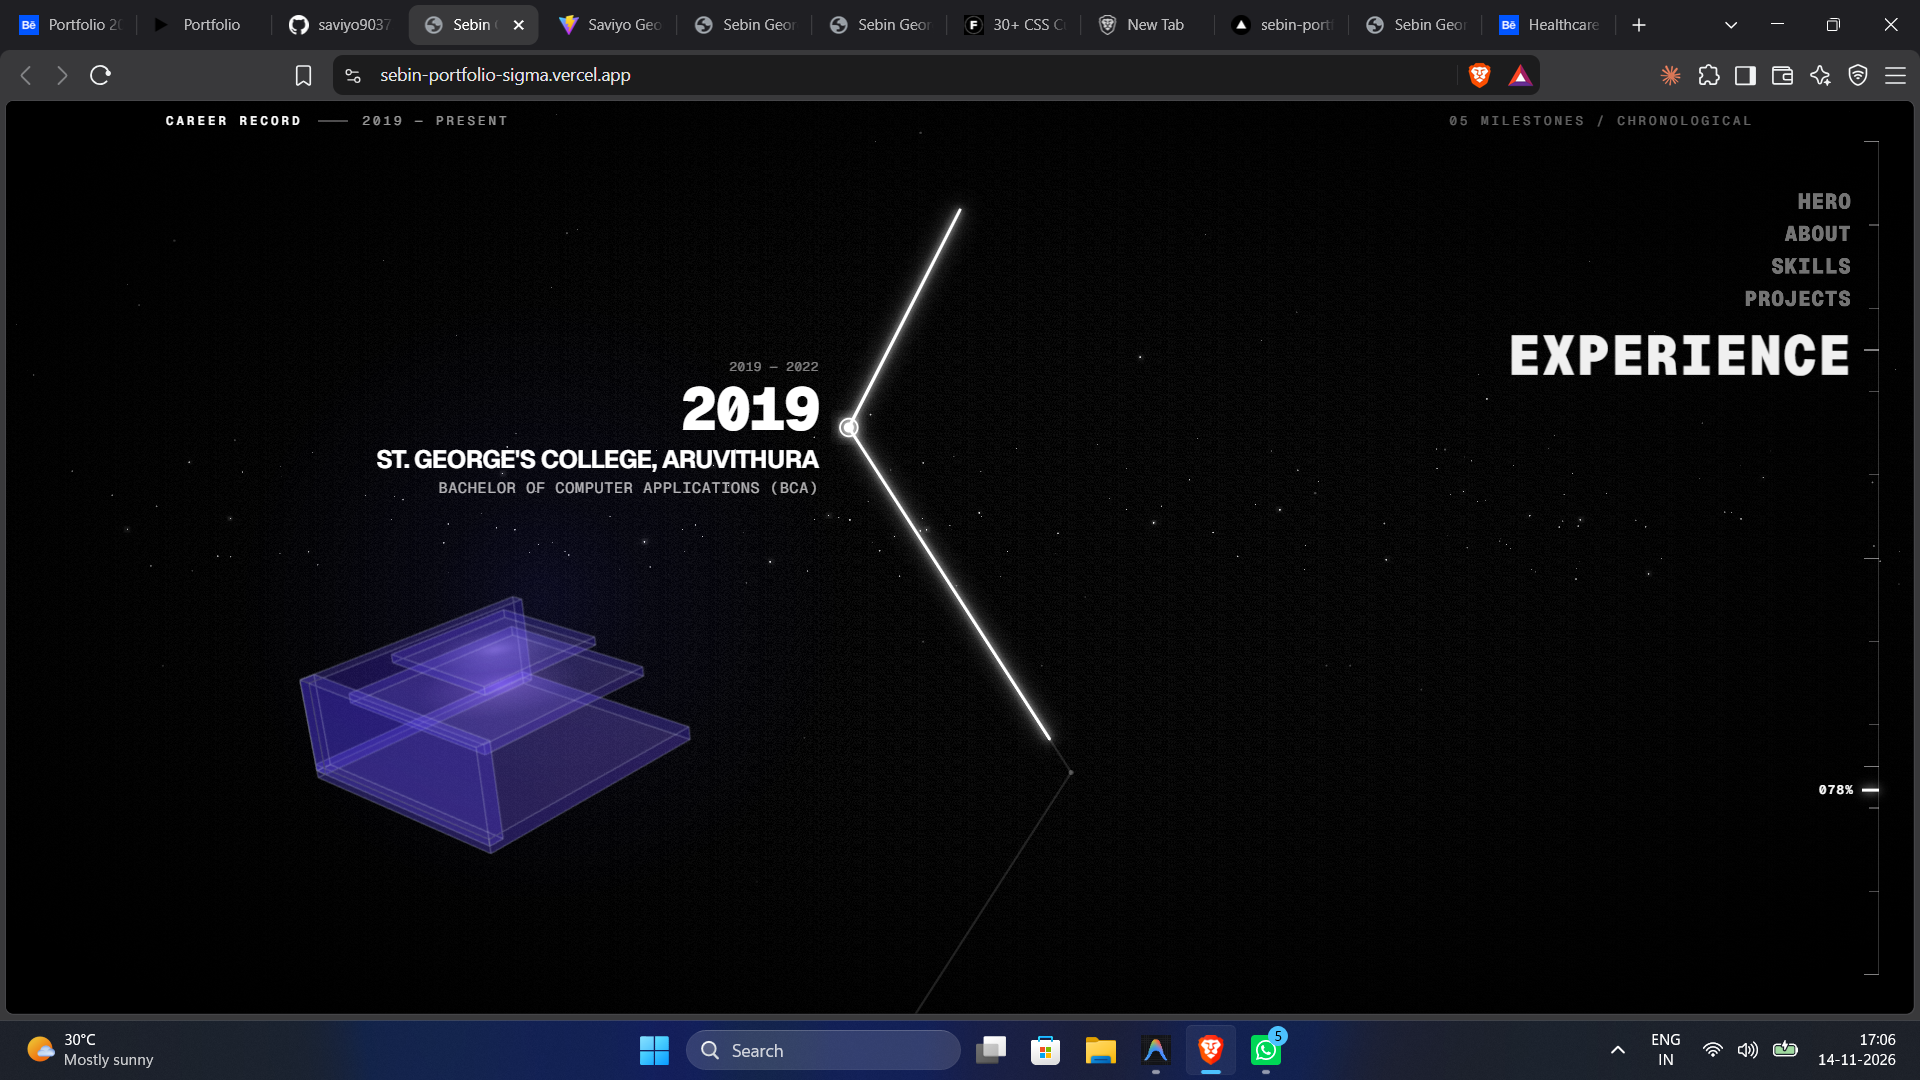 Portfolio 20
Portfolio
saviyo9037
Sebin
Saviyo Geo
Sebin Geor
Sebin Geor
30+ CSS C
New Tab
sebin-port
Sebin Geor
Healthcare
sebin-portfolio-sigma.vercel.app
CAREER RECORD 2019 — PRESENT
05 MILESTONES / CHRONOLOGICAL
HERO
ABOUT
SKILLS
PROJECTS
EXPERIENCE
2019 — 2022
2019
ST. GEORGE'S COLLEGE, ARUVITHURA
BACHELOR OF COMPUTER APPLICATIONS (BCA)
078%
30°C
Mostly sunny
Search
5
ENG
IN
17:06
14-11-2026